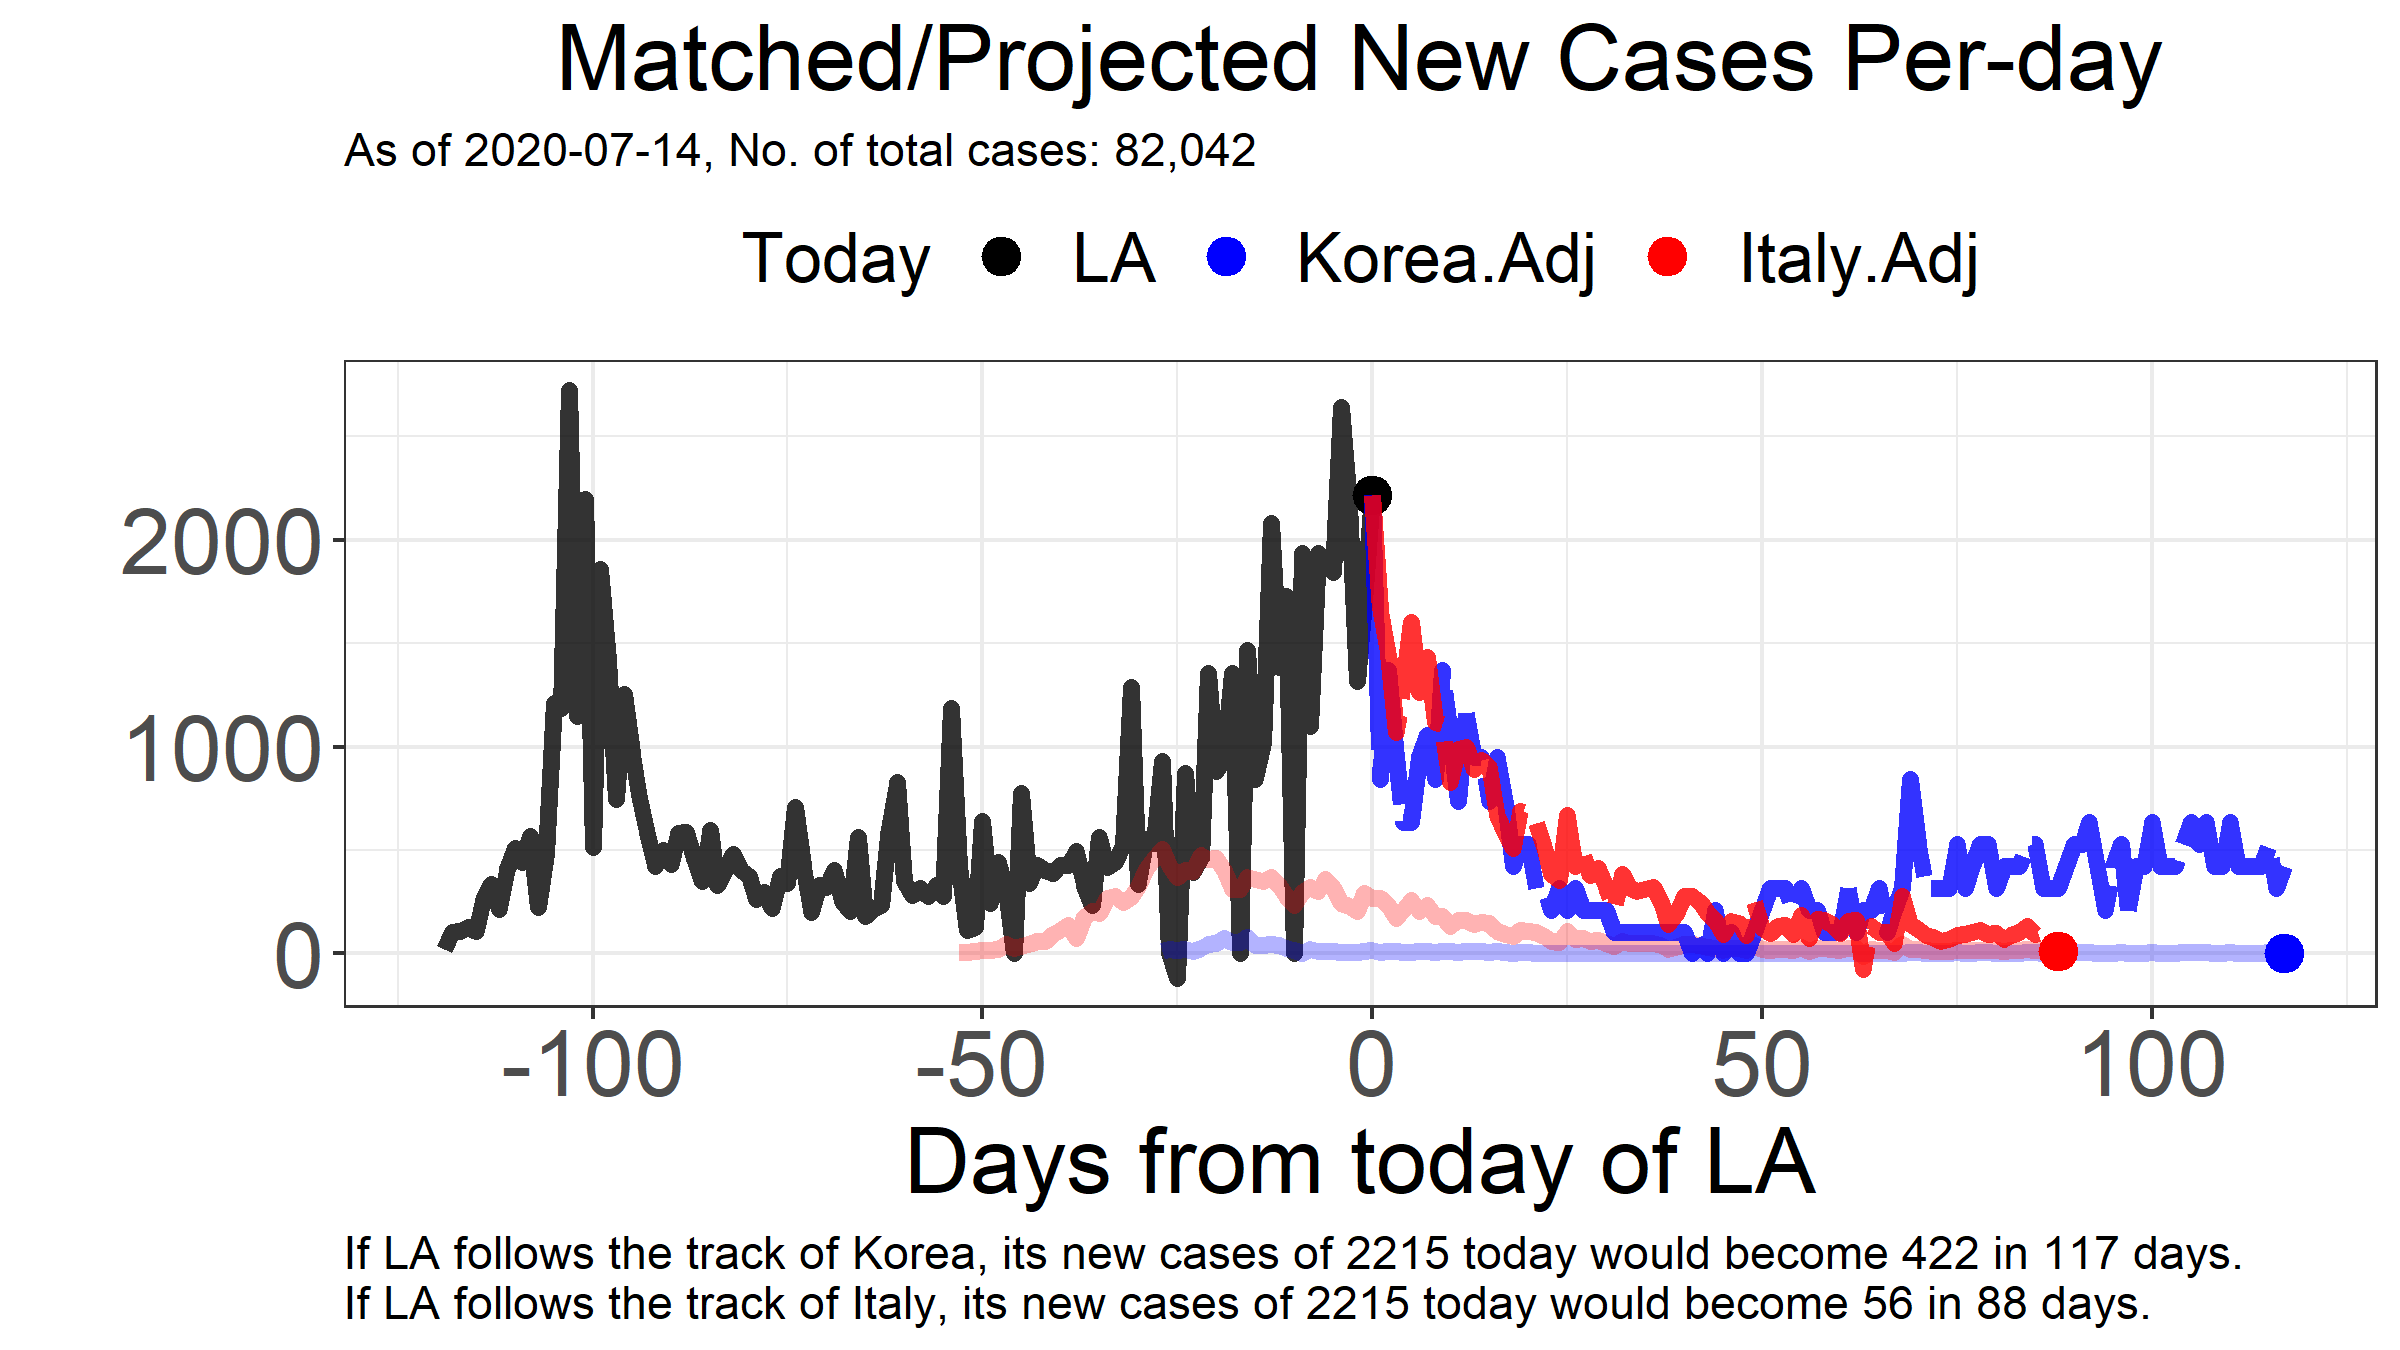 Matched/Projected New Cases Per-day
As of 2020-07-14, No. of total cases: 82,042
Today LA Korea.Adj Italy.Adj
2000
1000
0
-100 -50 0 50 100
Days from today of LA
If LA follows the track of Korea, its new cases of 2215 today would become 422 in 117 days.
If LA follows the track of Italy, its new cases of 2215 today would become 56 in 88 days.